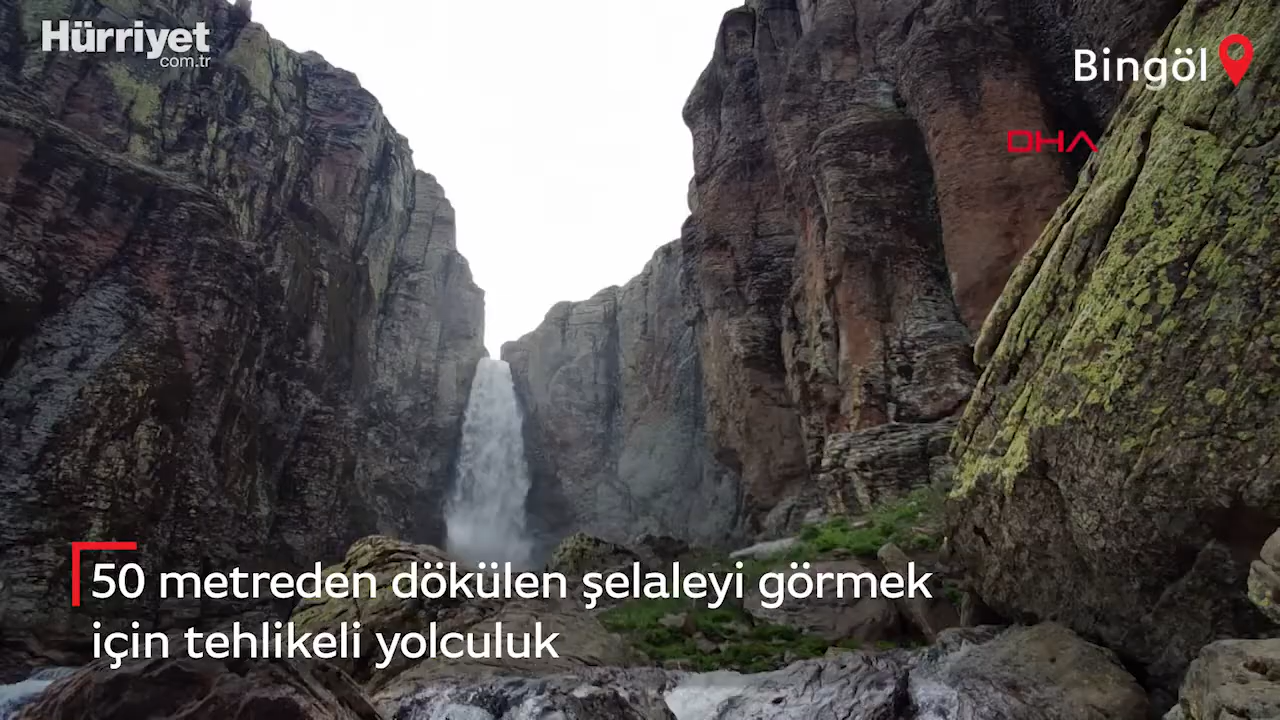 Hürriyet
com.tr
Bingöl
DHA
50 metreden dökülen şelaleyi görmek
için tehlikeli yolculuk